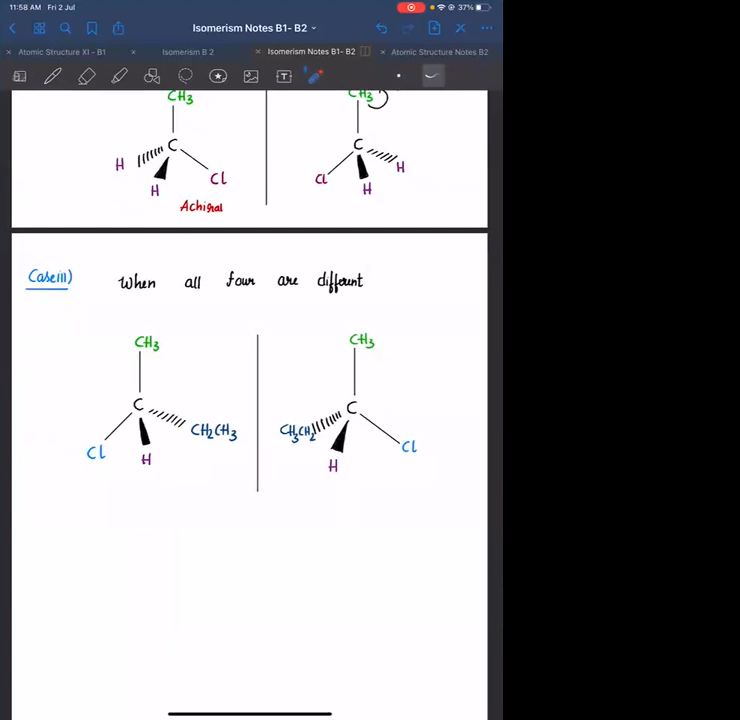 11:58 AM Fri 2 Jul 37%
Isomerism Notes B1- B2
Atomic Structure XI - B1 Isomerism B 2 Isomerism Notes B1- B2 Atomic Structure Notes B2
CH3 CH3
C C
H H Cl Cl H H
Achiral
Case iii) When all four are different
CH3 CH3
C C
Cl H CH2CH3 CH3CH2 H Cl